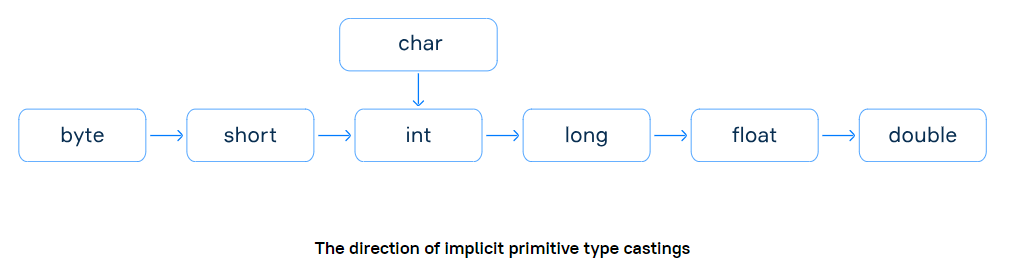 char
byte
short
int
long
float
double
The direction of implicit primitive type castings